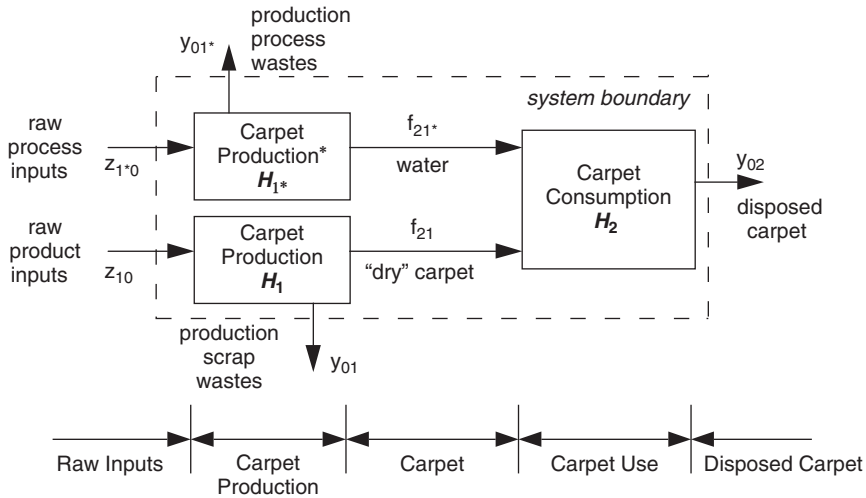 production
process
wastes
y01*
system boundary
raw
process
inputs
z1*0
Carpet
Production*
H1*
f21*
water
Carpet
Consumption
H2
y02
disposed
carpet
raw
product
inputs
z10
Carpet
Production
H1
f21
"dry" carpet
production
scrap
wastes
y01
Raw Inputs
Carpet
Production
Carpet
Carpet Use
Disposed Carpet